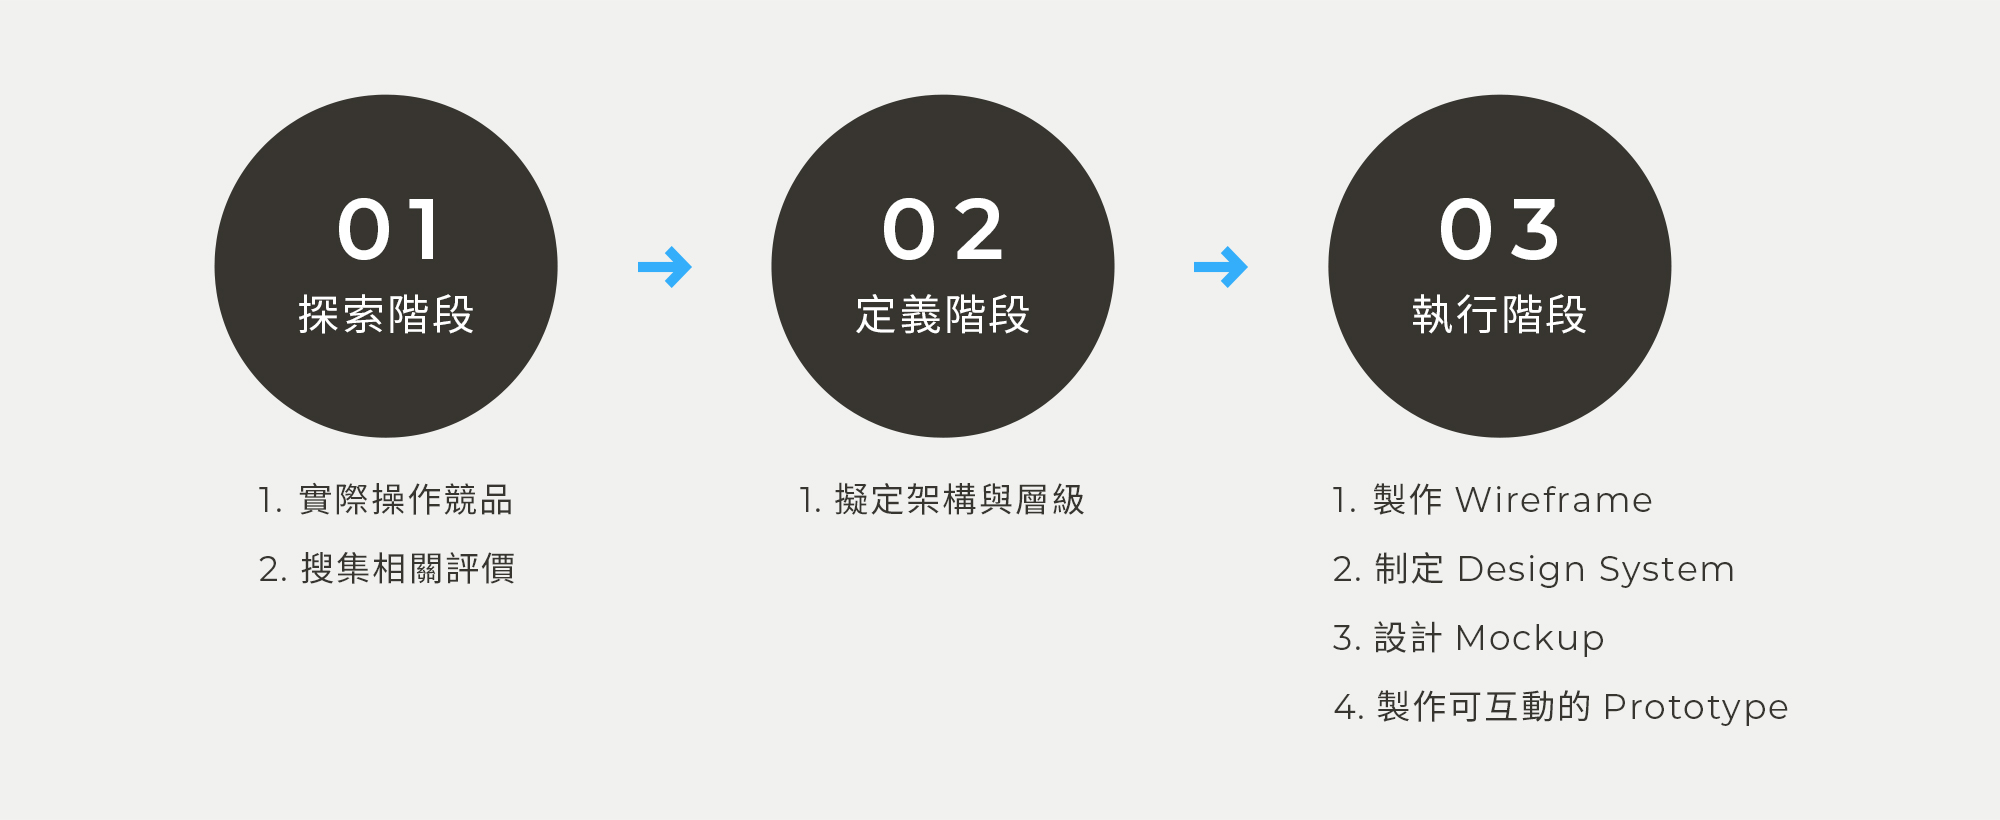 01
探索階段
1. 實際操作競品
2. 搜集相關評價
02
定義階段
1. 擬定架構與層級
03
執行階段
1. 製作 Wireframe
2. 制定 Design System
3. 設計 Mockup
4. 製作可互動的 Prototype